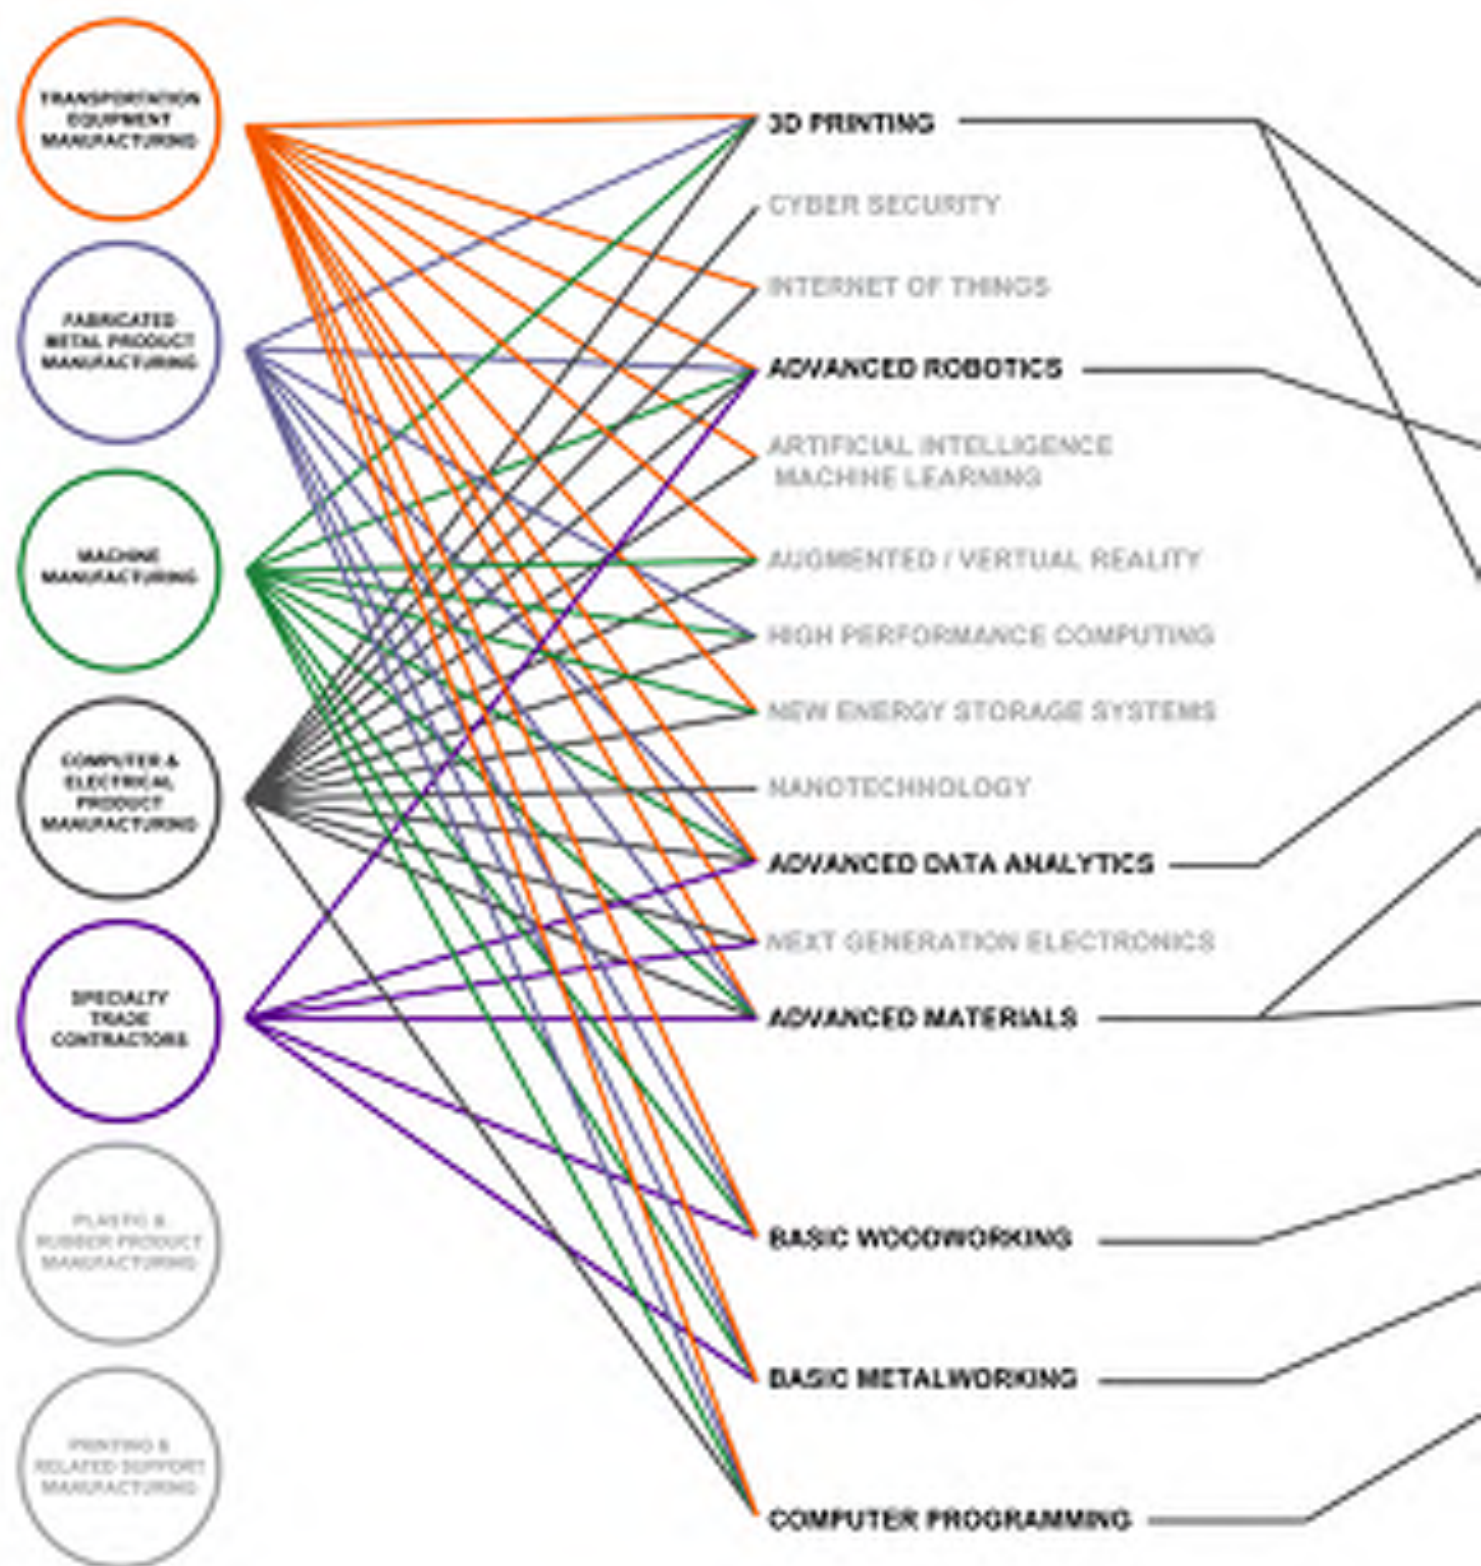 TRANSPORTATION
EQUIPMENT
MANUFACTURING
FABRICATED
METAL PRODUCT
MANUFACTURING
MACHINE
MANUFACTURING
COMPUTER &
ELECTRICAL
PRODUCT
MANUFACTURING
SPECIALTY
TRADE
CONTRACTORS
PLASTIC &
RUBBER PRODUCT
MANUFACTURING
PRINTING &
RELATED SUPPORT
MANUFACTURING
3D PRINTING
CYBER SECURITY
INTERNET OF THINGS
ADVANCED ROBOTICS
ARTIFICIAL INTELLIGENCE
MACHINE LEARNING
AUGMENTED / VERTUAL REALITY
HIGH PERFORMANCE COMPUTING
NEW ENERGY STORAGE SYSTEMS
NANOTECHNOLOGY
ADVANCED DATA ANALYTICS
NEXT GENERATION ELECTRONICS
ADVANCED MATERIALS
BASIC WOODWORKING
BASIC METALWORKING
COMPUTER PROGRAMMING